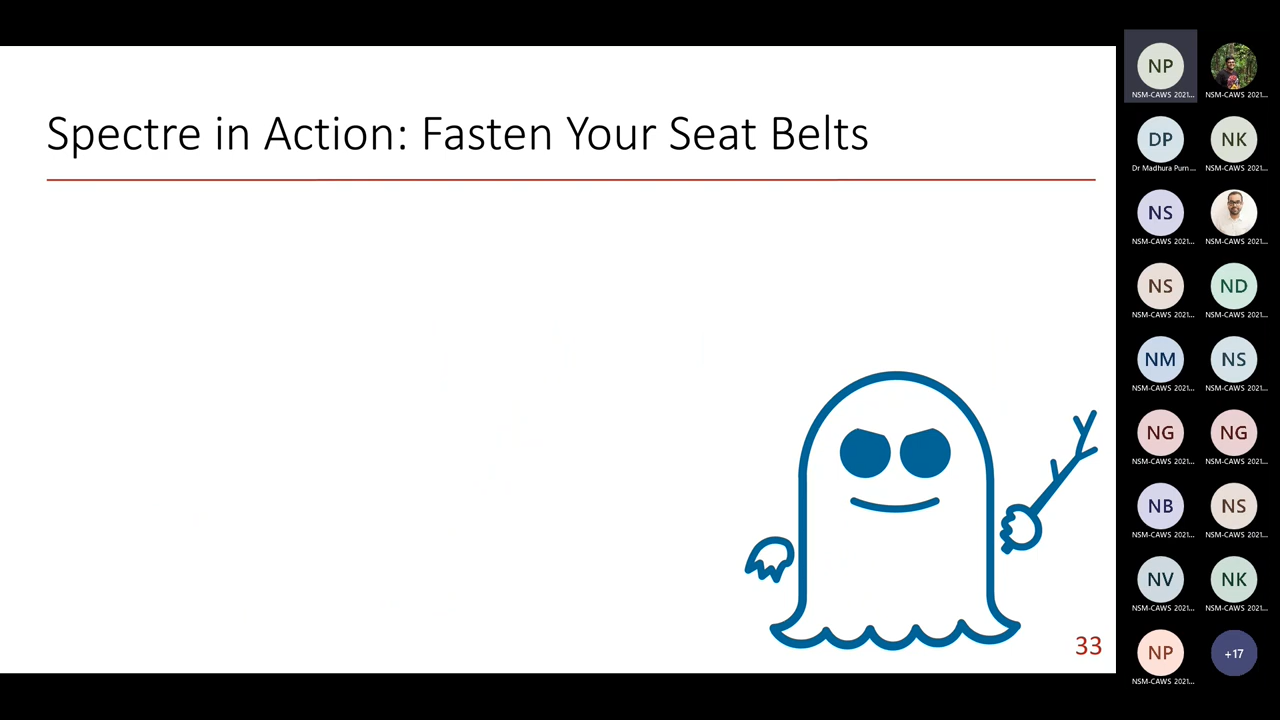 Spectre in Action: Fasten Your Seat Belts
33
NP
NSM-CAWS 2021...
NSM-CAWS 2021...
DP
Dr Madhura Purn...
NK
NSM-CAWS 2021...
NS
NSM-CAWS 2021...
NSM-CAWS 2021...
NS
NSM-CAWS 2021...
ND
NSM-CAWS 2021...
NM
NSM-CAWS 2021...
NS
NSM-CAWS 2021...
NG
NSM-CAWS 2021...
NG
NSM-CAWS 2021...
NB
NSM-CAWS 2021...
NS
NSM-CAWS 2021...
NV
NSM-CAWS 2021...
NK
NSM-CAWS 2021...
NP
NSM-CAWS 2021...
+17